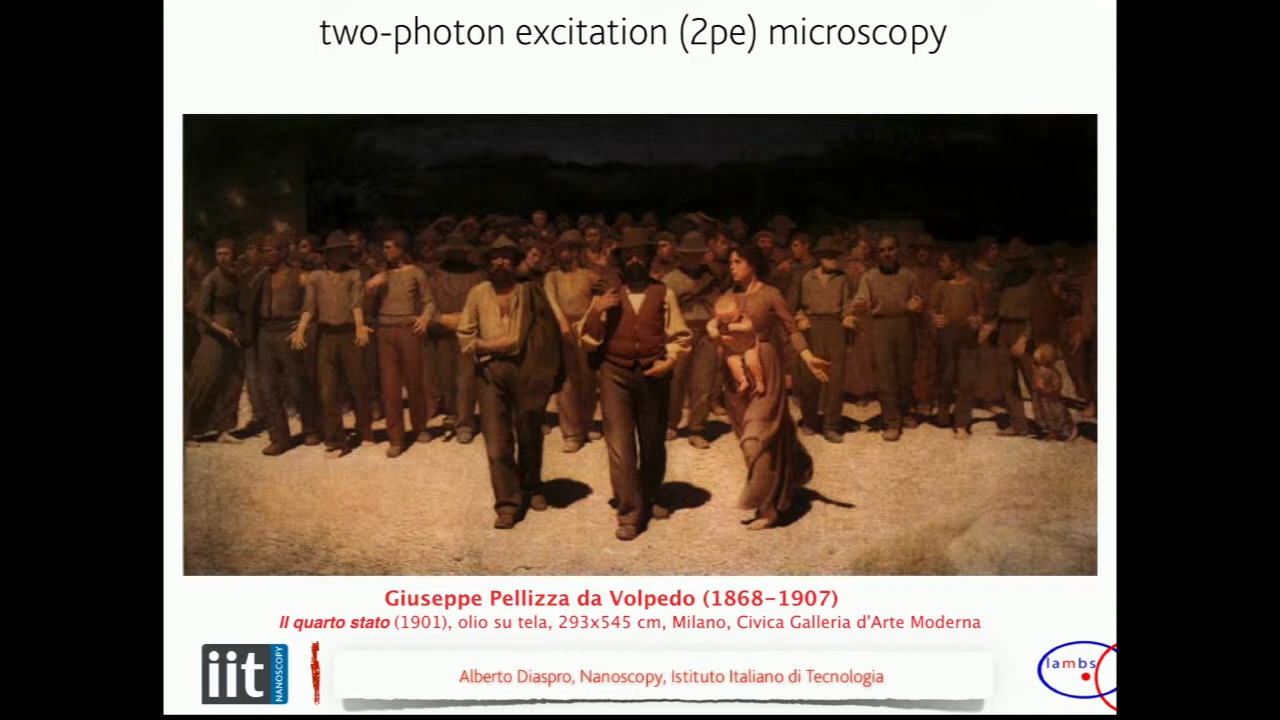 two-photon excitation (2pe) microscopy
Giuseppe Pellizza da Volpedo (1868-1907)
Il quarto stato (1901), olio su tela, 293x545 cm, Milano, Civica Galleria d'Arte Moderna
iit NANOSCOPY
Alberto Diaspro, Nanoscopy, Istituto Italiano di Tecnologia
lambs